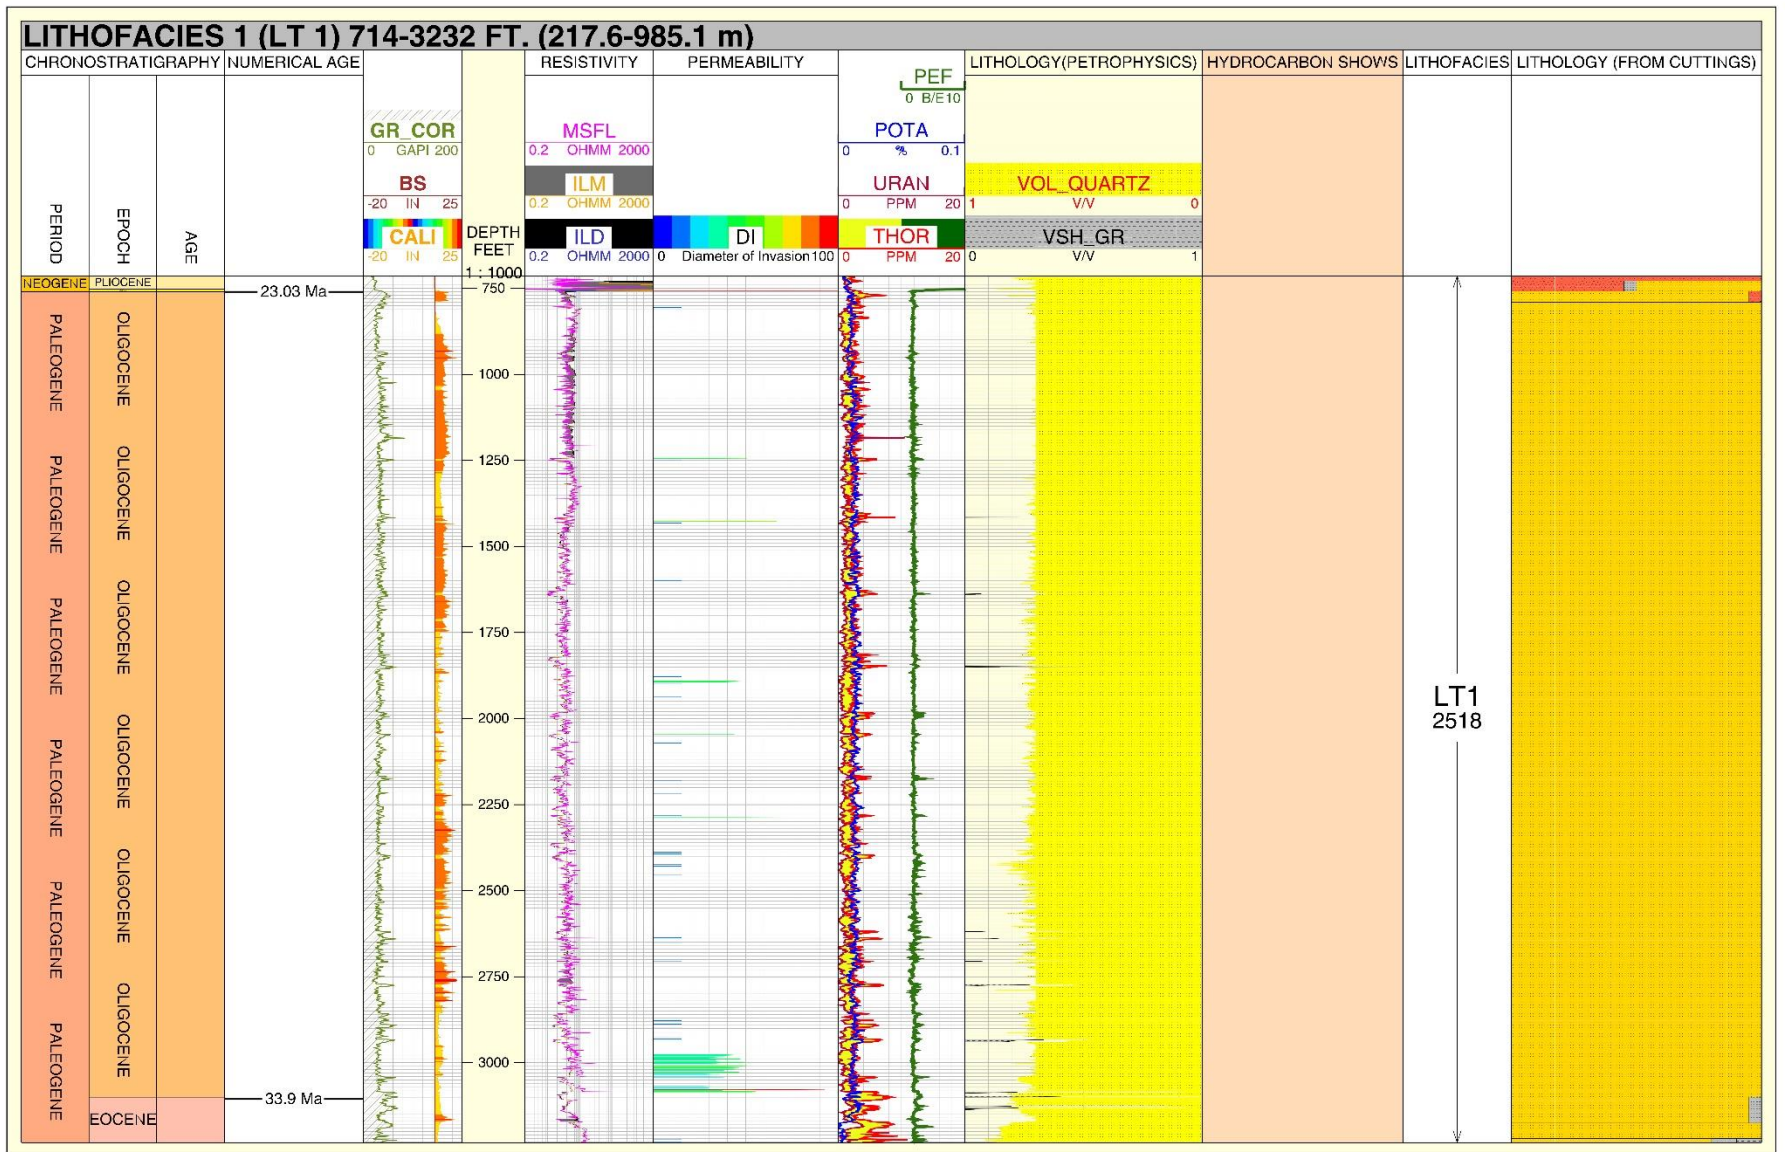 LITHOFACIES 1 (LT 1) 714-3232 FT. (217.6-985.1 m)
CHRONOSTRATIGRAPHY NUMERICAL AGE RESISTIVITY PERMEABILITY LITHOLOGY(PETROPHYSICS) HYDROCARBON SHOWS LITHOFACIES LITHOLOGY (FROM CUTTINGS)
PERIOD
EPOCH
AGE
GR_COR
0 GAPI 200
BS
-20 IN 25
CALI
-20 IN 25
DEPTH
FEET
1 : 1000
MSFL
0.2 OHMM 2000
ILM
0.2 OHMM 2000
ILD
0.2 OHMM 2000
DI
0 Diameter of Invasion 100
PEF
0 B/E 10
POTA
0 % 0.1
URAN
0 PPM 20
THOR
0 PPM 20
VOL_QUARTZ
1 V/V 0
VSH_GR
0 V/V 1
NEOGENE
PALEOGENE
PALEOGENE
PALEOGENE
PALEOGENE
PALEOGENE
PALEOGENE
PLIOCENE
OLIGOCENE
OLIGOCENE
OLIGOCENE
OLIGOCENE
OLIGOCENE
OLIGOCENE
EOCENE
23.03 Ma
33.9 Ma
750
1000
1250
1500
1750
2000
2250
2500
2750
3000
LT1
2518